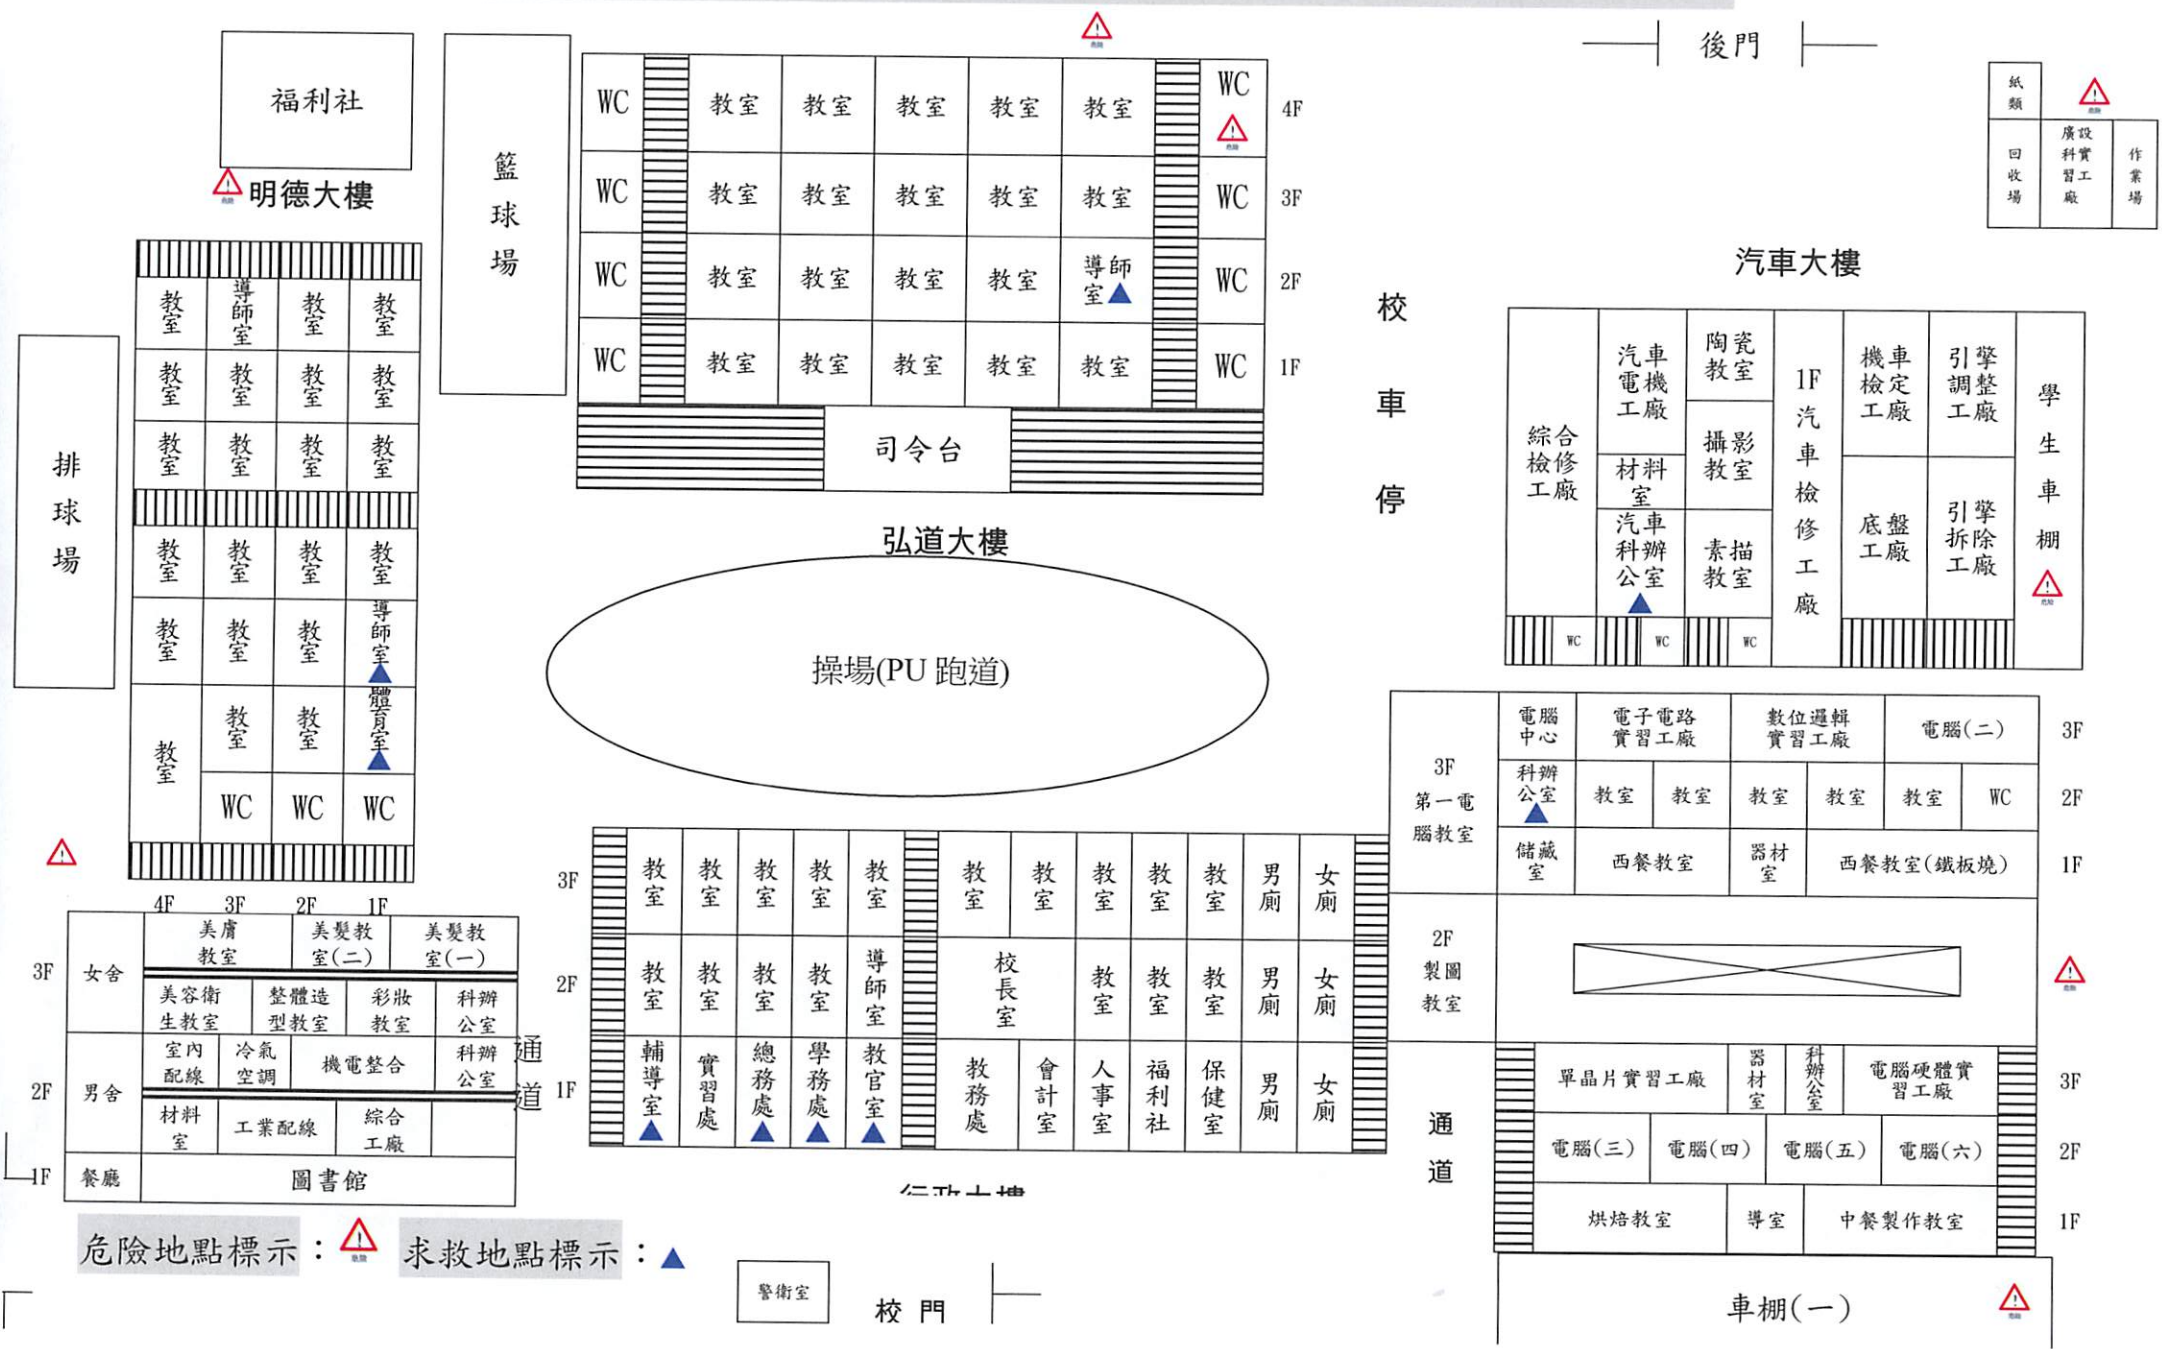 後門
福利社
明德大樓
籃球場
WC 教室 教室 教室 教室 教室 WC 4F
危險
WC 教室 教室 教室 教室 教室 WC 3F
WC 教室 教室 教室 教室 導師室 WC 2F
WC 教室 教室 教室 教室 教室 WC 1F
司令台
弘道大樓
操場(PU 跑道)
校車停
紙類
回收場
廣設科實習工廠
作業場
汽車大樓
綜合檢修工廠
汽車電機工廠
材料室
汽車科辦公室
陶瓷教室
攝影教室
素描教室
1F汽車檢修工廠
機車檢定工廠
底盤工廠
引擎調整工廠
引擎拆除工廠
學生車棚
WC WC WC
排球場
教室 導師室 教室 教室
教室 教室 教室 教室
教室 教室 教室 教室
教室 教室 教室 教室
教室 教室 教室 導師室
教室 教室 教室 體育室
WC WC WC
4F 3F 2F 1F
3F 女舍 美膚教室 美髮教室(二) 美髮教室(一)
美容衛生教室 整體造型教室 彩妝教室 科辦公室
2F 男舍 室內配線 冷氣空調 機電整合 科辦公室
材料室 工業配線 綜合工廠
1F 餐廳 圖書館
通道
3F 教室 教室 教室 教室 教室 教室 教室 教室 教室 教室 男廁 女廁
2F 教室 教室 教室 教室 導師室 校長室 教室 教室 教室 男廁 女廁
1F 輔導室 實習處 總務處 學務處 教官室 教務處 會計室 人事室 福利社 保健室 男廁 女廁
行政大樓
3F 第一電腦教室
2F 製圖教室
電腦中心 電子電路實習工廠 數位邏輯實習工廠 電腦(二) 3F
科辦公室 教室 教室 教室 教室 教室 WC 2F
儲藏室 西餐教室 器材室 西餐教室(鐵板燒) 1F
通道
單晶片實習工廠 器材室 科辦公室 電腦硬體實習工廠 3F
電腦(三) 電腦(四) 電腦(五) 電腦(六) 2F
烘焙教室 導室 中餐製作教室 1F
車棚(一)
危險地點標示：
求救地點標示：
警衛室
校門